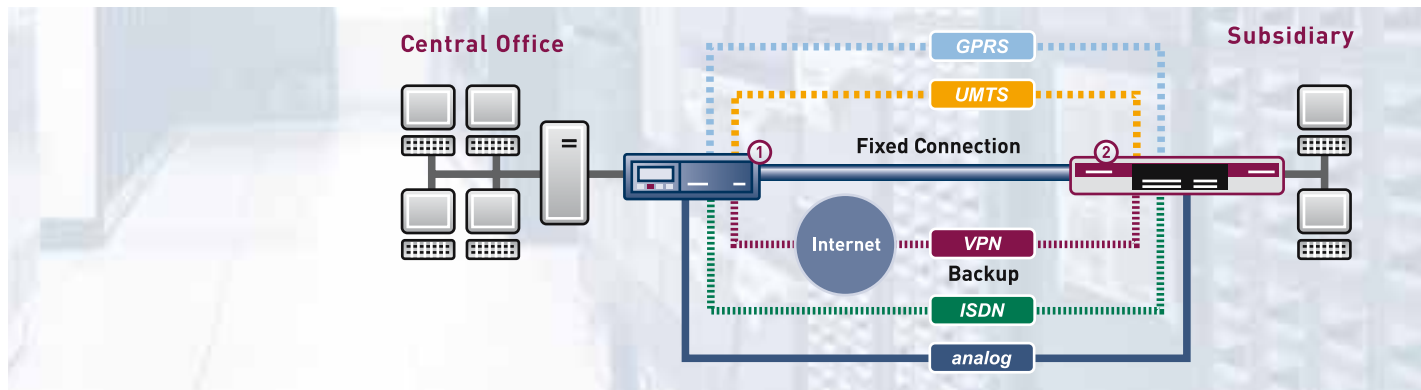 Central Office
Subsidiary
GPRS
UMTS
1
Fixed Connection
2
Internet
VPN
Backup
ISDN
analog